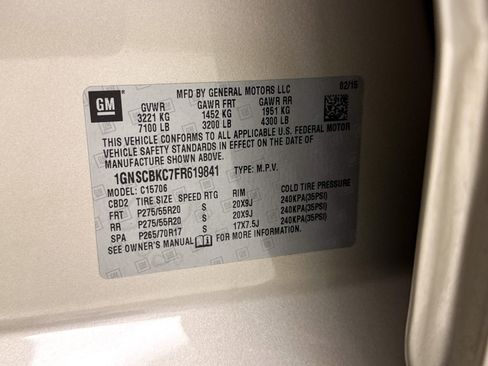 GM
MFD BY GENERAL MOTORS LLC 02/15
GVWR GAWR FRT GAWR RR
3221 KG 1452 KG 1951 KG
7100 LB 3200 LB 4300 LB
THIS VEHICLE CONFORMS TO ALL APPLICABLE U.S. FEDERAL MOTOR
VEHICLE SAFETY STANDARDS IN EFFECT ON THE DATE OF
MANUFACTURE SHOWN ABOVE.
1GNSCBKC7FR619841 TYPE: M.P.V.
MODEL: C15706
CBD2 TIRE SIZE SPEED RTG RIM COLD TIRE PRESSURE
FRT P275/55R20 S 20X9J 240KPA(35PSI)
RR P275/55R20 S 20X9J 240KPA(35PSI)
SPA P265/70R17 S 17X7.5J 240KPA(35PSI)
SEE OWNER'S MANUAL FOR MORE INFORMATION.